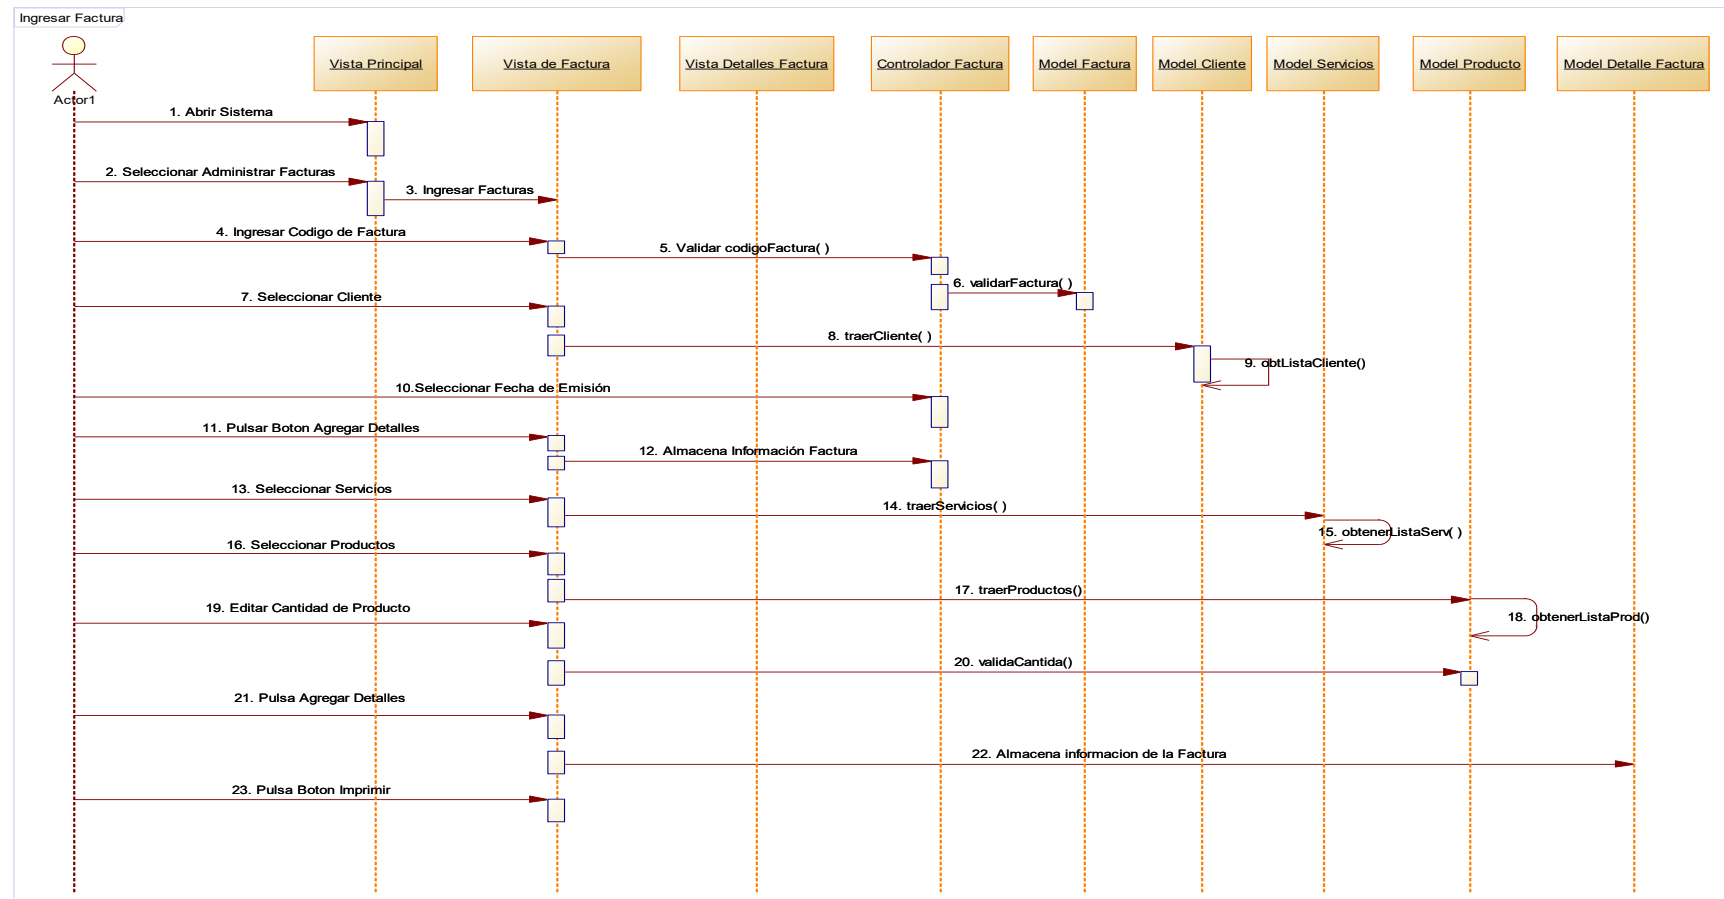 Ingresar Factura
Actor1
Vista Principal
Vista de Factura
Vista Detalles Factura
Controlador Factura
Model Factura
Model Cliente
Model Servicios
Model Producto
Model Detalle Factura
1. Abrir Sistema
2. Seleccionar Administrar Facturas
3. Ingresar Facturas
4. Ingresar Codigo de Factura
5. Validar codigoFactura( )
6. validarFactura( )
7. Seleccionar Cliente
8. traerCliente( )
9. obtListaCliente()
10.Seleccionar Fecha de Emisión
11. Pulsar Boton Agregar Detalles
12. Almacena Información Factura
13. Seleccionar Servicios
14. traerServicios( )
15. obtenerListaServ( )
16. Seleccionar Productos
17. traerProductos()
18. obtenerListaProd()
19. Editar Cantidad de Producto
20. validaCantida()
21. Pulsa Agregar Detalles
22. Almacena informacion de la Factura
23. Pulsa Boton Imprimir